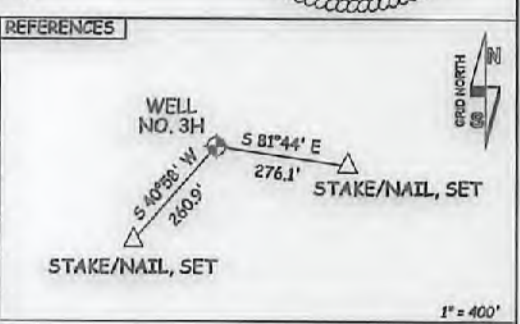 REFERENCES
N
GRID NORTH
S
WELL
NO. 3H
S 81°44' E
276.1'
STAKE/NAIL, SET
S 40°58' W
260.9'
STAKE/NAIL, SET
1" = 400'